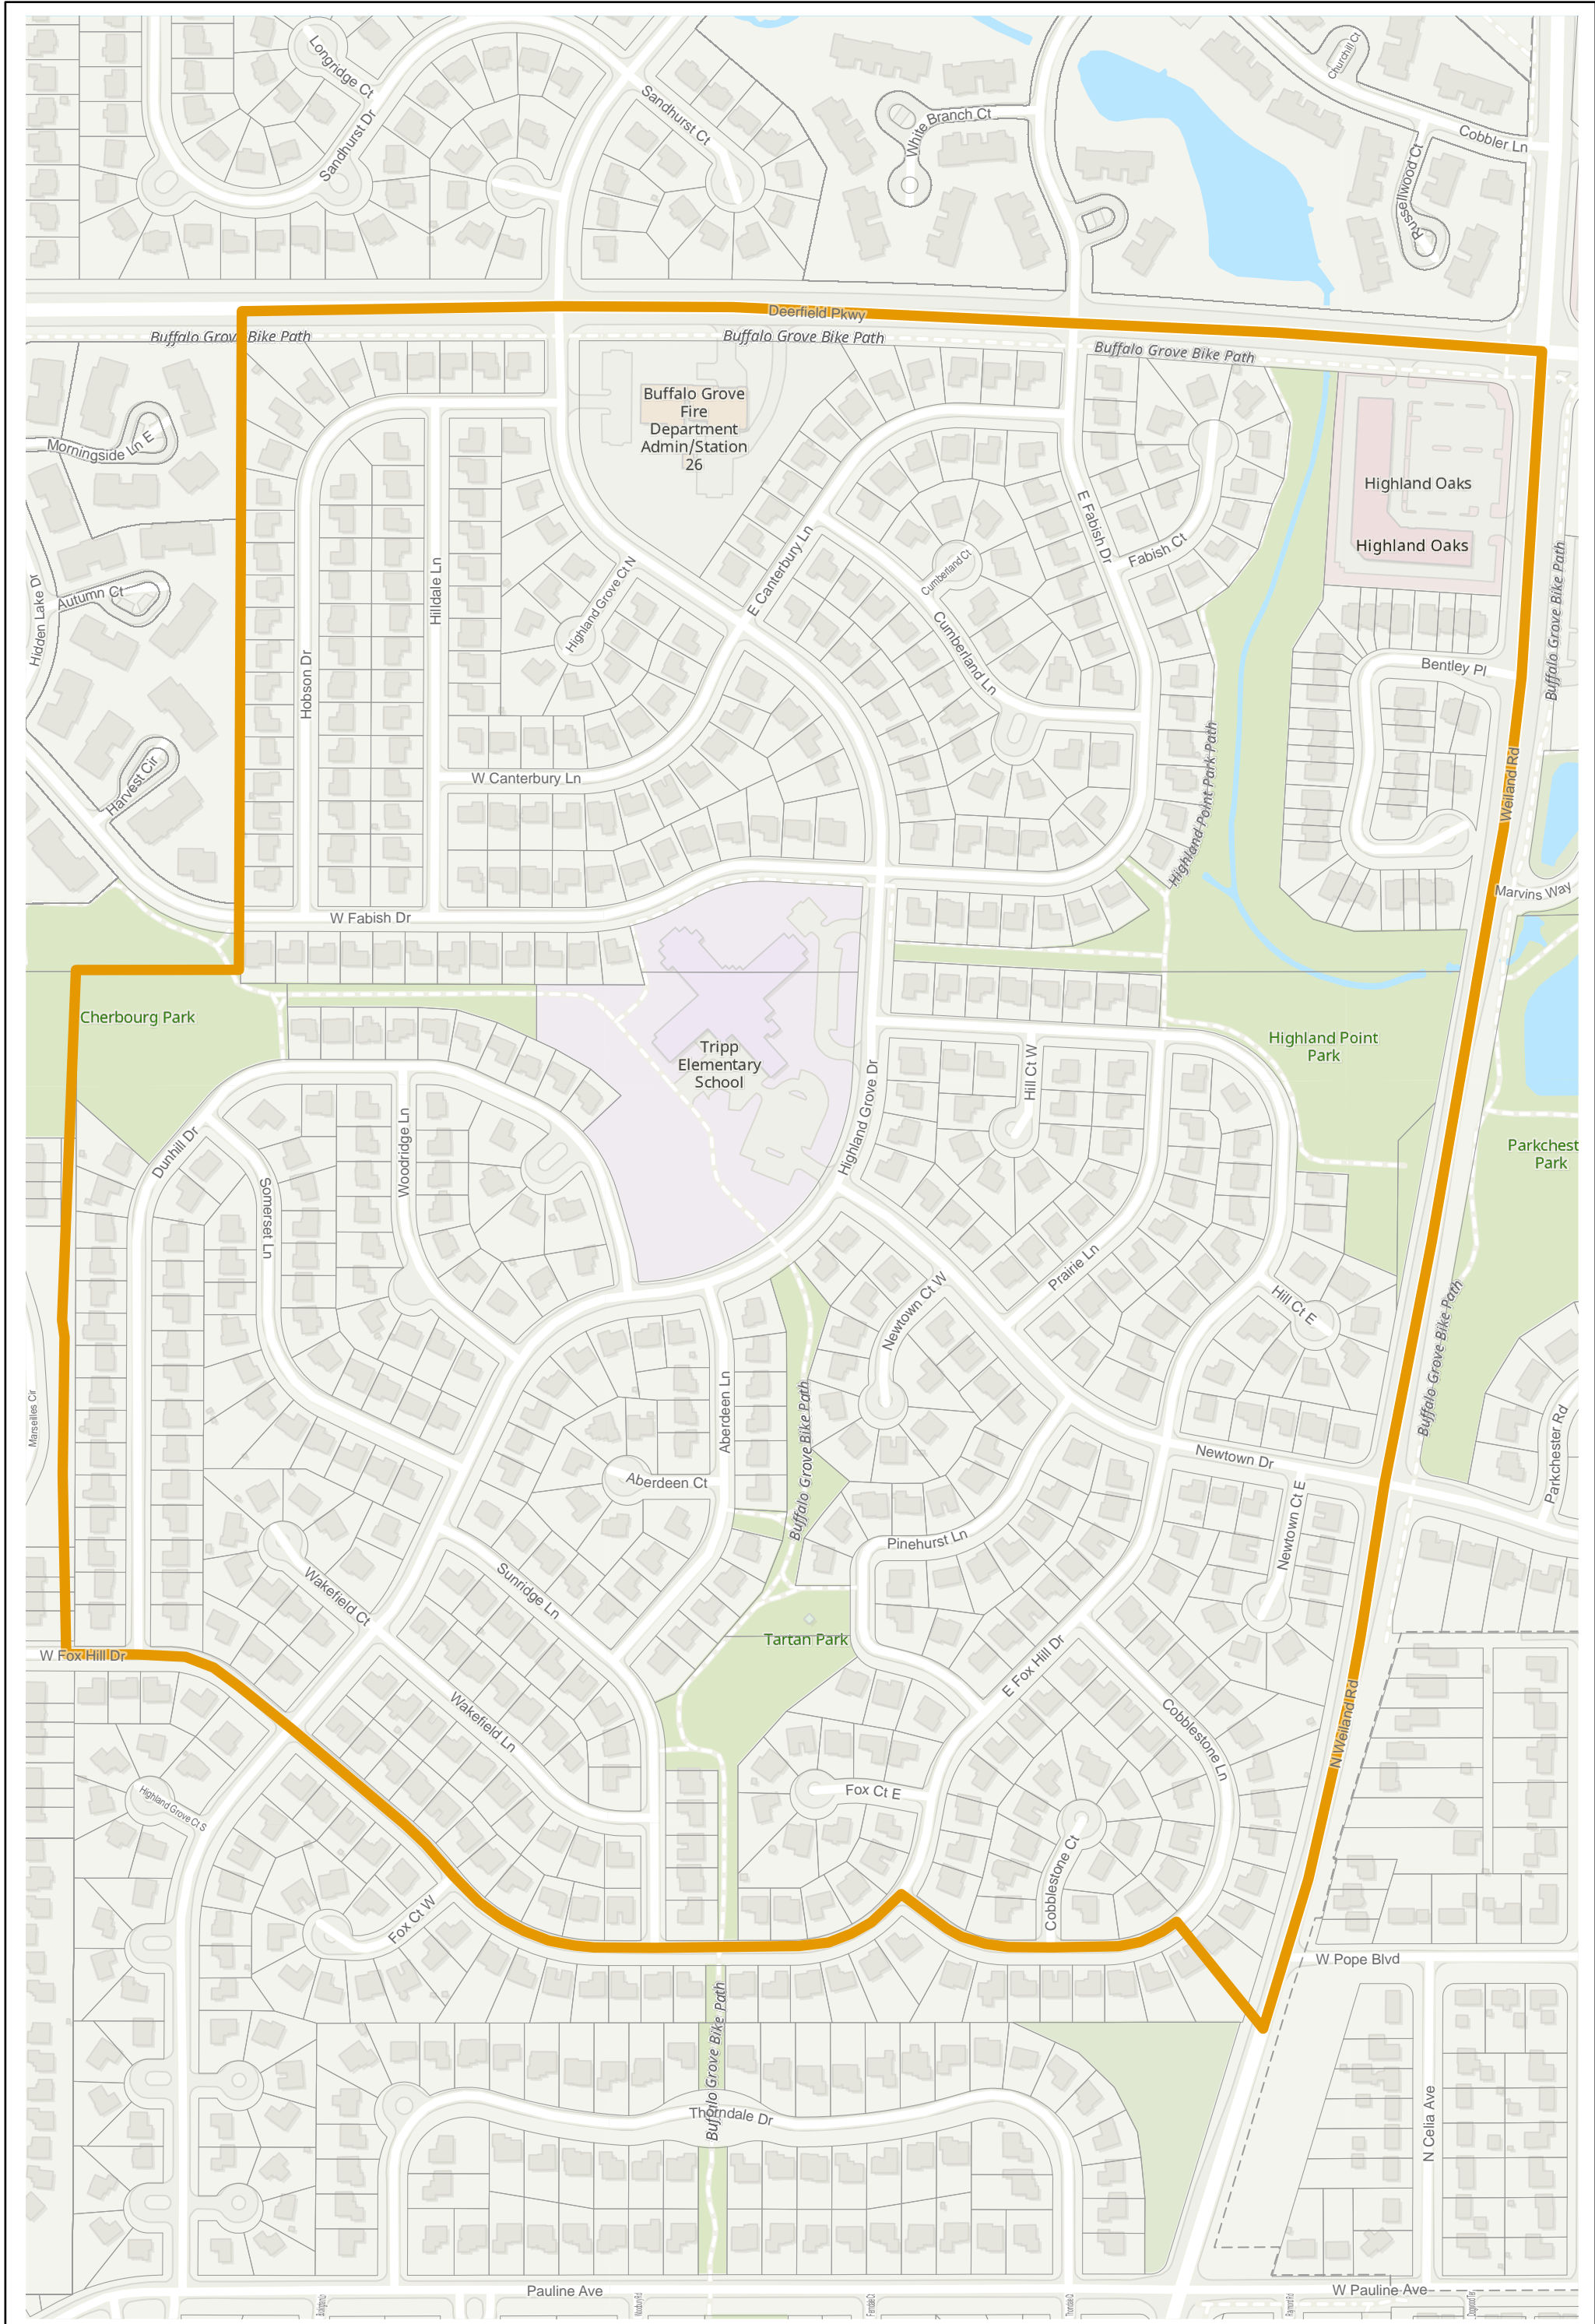 Longridge Ct
Sandhurst Dr
Sandhurst Ct
White Branch Ct
Churchill Ct
Cobbler Ln
Russellwood Ct
Deerfield Pkwy
Buffalo Grove Bike Path
Buffalo Grove Bike Path
Buffalo Grove Bike Path
Morningside Ln E
Buffalo Grove
Fire
Department
Admin/Station
26
Highland Oaks
Highland Oaks
E Fabish Dr
Fabish Ct
E Canterbury Ln
Cumberland Ct
Cumberland Ln
Hilldale Ln
Highland Grove Ct N
Hidden Lake Dr
Autumn Ct
Hobson Dr
Buffalo Grove Bike Path
Bentley Pl
Weiland Rd
Harvest Cir
W Canterbury Ln
Highland Point Park Path
Marvins Way
W Fabish Dr
Cherbourg Park
Tripp
Elementary
School
Highland Point
Park
Hill Ct W
Highland Grove Dr
Dunhill Dr
Woodridge Ln
Somerset Ln
Parkchest
Park
Prairie Ln
Newtown Ct W
Hill Ct E
Buffalo Grove Bike Path
Marseilles Cir
Aberdeen Ln
Buffalo Grove Bike Path
Newtown Dr
Parkchester Rd
Aberdeen Ct
Newtown Ct E
Pinehurst Ln
Sunridge Ln
Wakefield Ct
Tartan Park
W Fox Hill Dr
E Fox Hill Dr
Wakefield Ln
Cobblestone Ln
N Weiland Rd
Highland Grove Ct S
Fox Ct E
Cobblestone Ct
Fox Ct W
W Pope Blvd
Buffalo Grove Bike Path
Thorndale Dr
N Celia Ave
Pauline Ave
W Pauline Ave